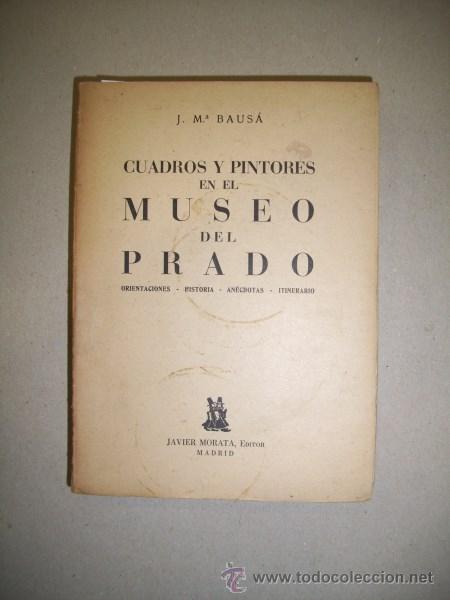 J. Mª BAUSÁ
CUADROS Y PINTORES
EN EL
MUSEO
DEL
PRADO
ORIENTACIONES - HISTORIA - ANÉCDOTAS - ITINERARIO
JAVIER MORATA, EDITOR
MADRID
www.todocoleccion.net